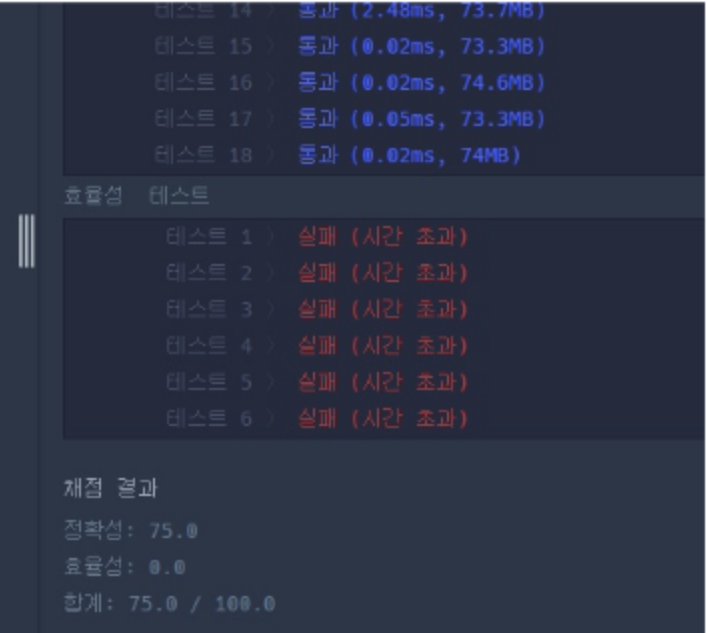 테스트 14 〉 통과 (2.48ms, 73.7MB)
테스트 15 〉 통과 (0.02ms, 73.3MB)
테스트 16 〉 통과 (0.02ms, 74.6MB)
테스트 17 〉 통과 (0.05ms, 73.3MB)
테스트 18 〉 통과 (0.02ms, 74MB)
효율성 테스트
테스트 1 〉 실패 (시간 초과)
테스트 2 〉 실패 (시간 초과)
테스트 3 〉 실패 (시간 초과)
테스트 4 〉 실패 (시간 초과)
테스트 5 〉 실패 (시간 초과)
테스트 6 〉 실패 (시간 초과)
채점 결과
정확성: 75.0
효율성: 0.0
합계: 75.0 / 100.0